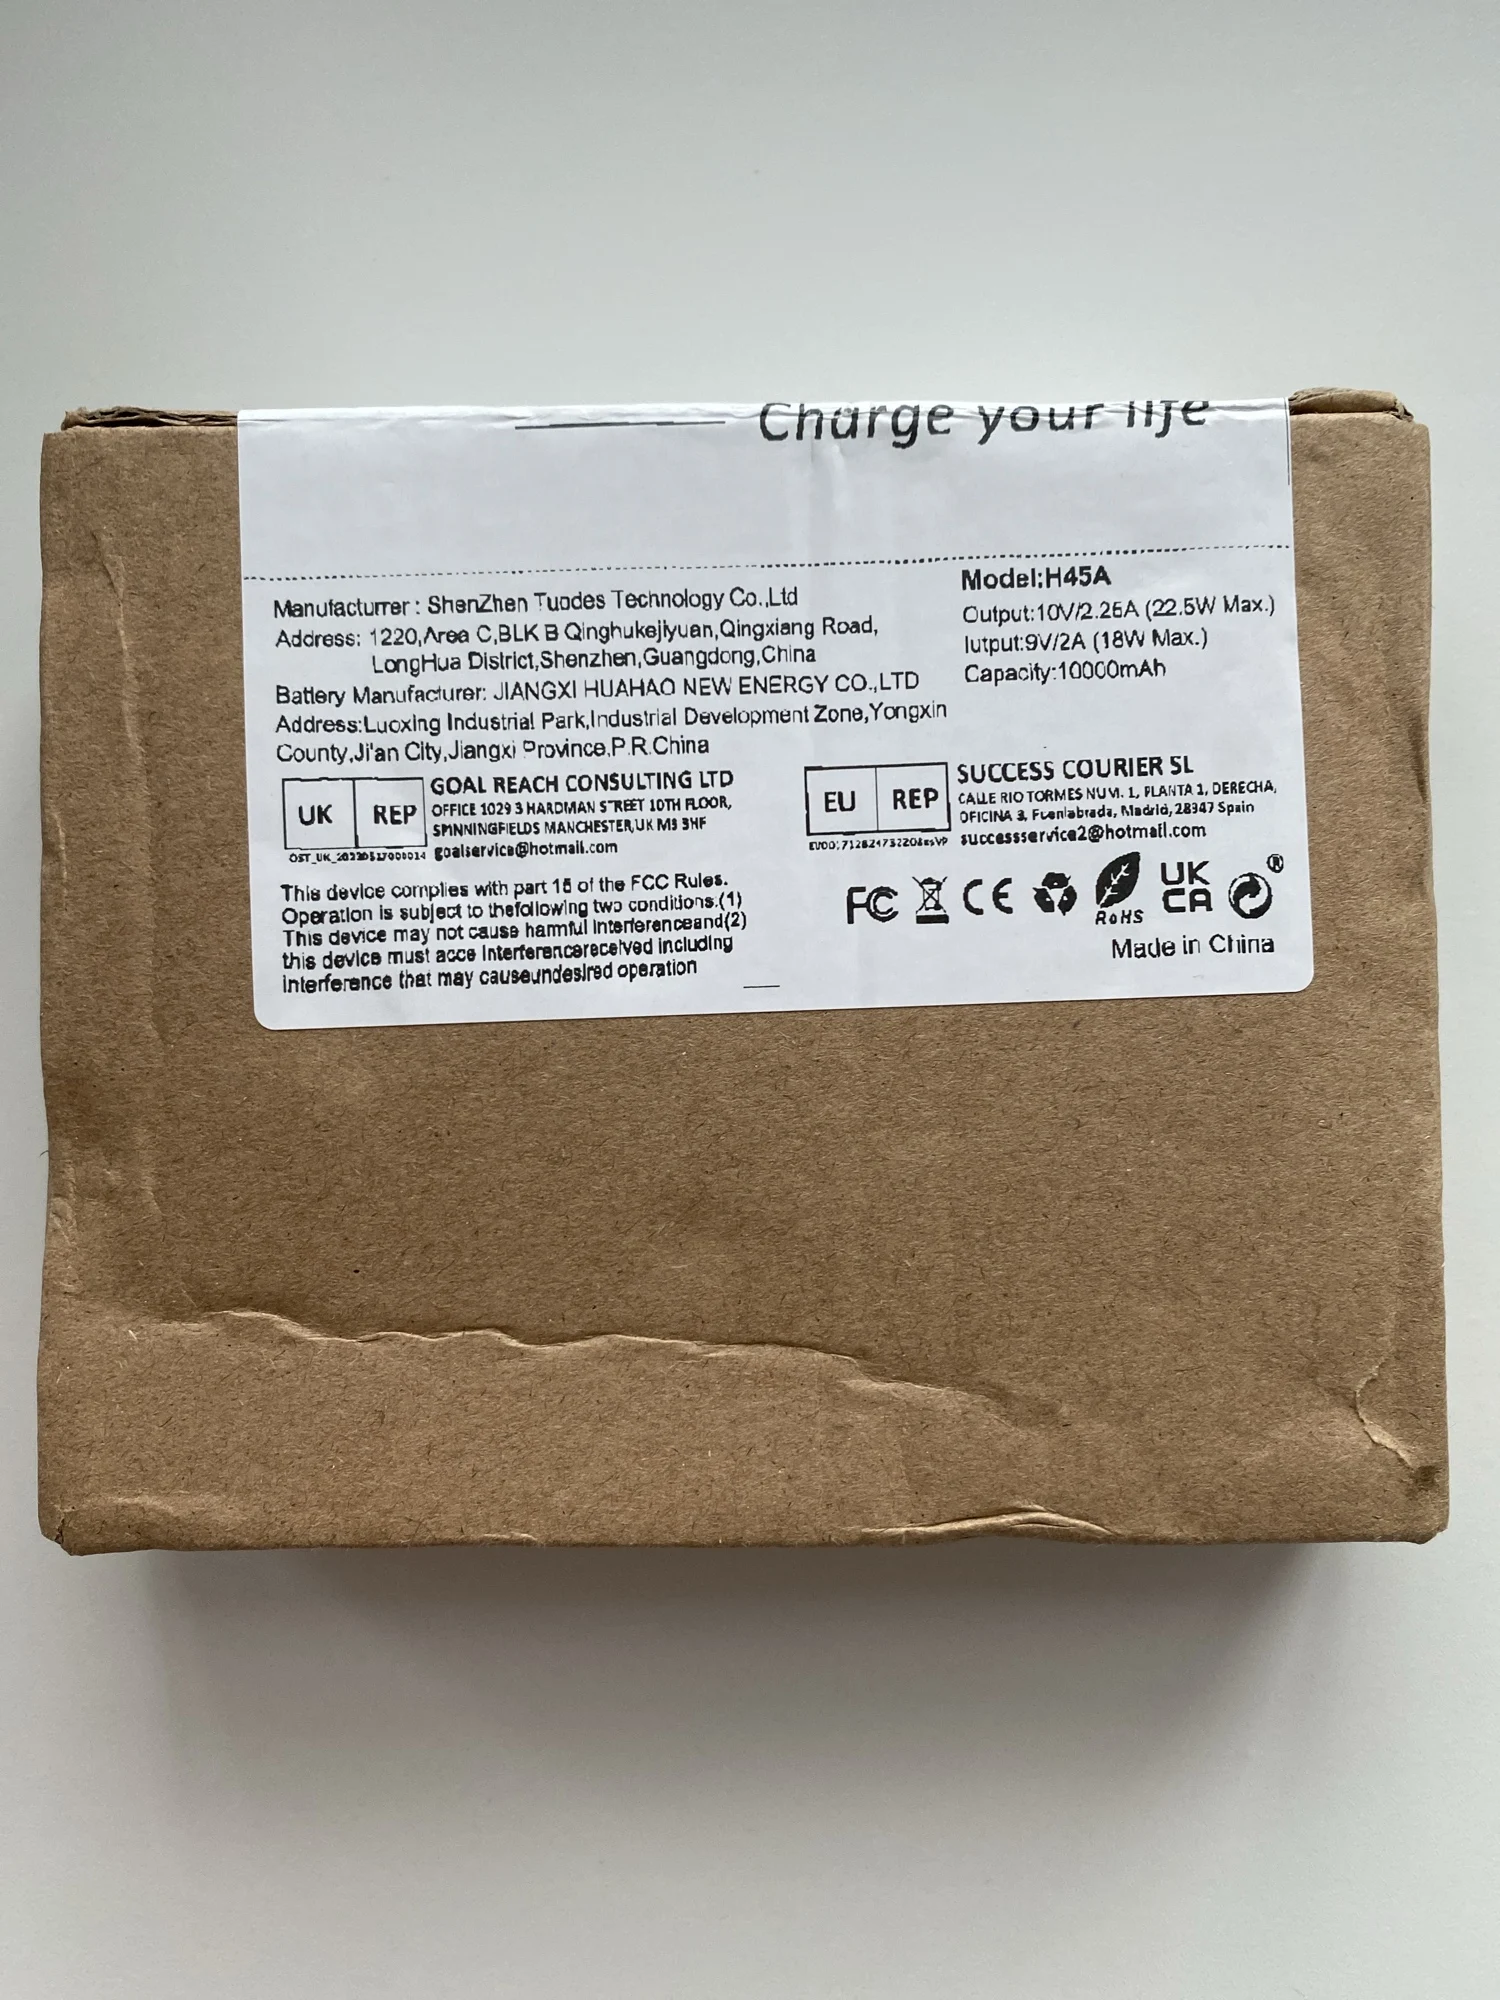 Charge your life
Manufacturrer : ShenZhen Tuodes Technology Co.,Ltd
Address: 1220,Area C,BLK B Qinghukejiyuan,Qingxiang Road,
LongHua District,Shenzhen,Guangdong,China
Battery Manufacturer: JIANGXI HUAHAO NEW ENERGY CO.,LTD
Address:Luoxing Industrial Park,Industrial Development Zone,Yongxin
County,Ji'an City,Jiangxi Province,P.R.China
Model:H45A
Output:10V/2.25A (22.5W Max.)
Iutput:9V/2A (18W Max.)
Capacity:10000mAh
UK REP
GOAL REACH CONSULTING LTD
OFFICE 1029 3 HARDMAN STREET 10TH FLOOR,
SPINNINGFIELDS MANCHESTER,UK M3 3HF
goalservice@hotmail.com
EU REP
SUCCESS COURIER SL
CALLE RIO TORMES NUM. 1, PLANTA 1, DERECHA,
OFICINA 3, Fuenlabrada, Madrid, 28947 Spain
successservice2@hotmail.com
This device complies with part 15 of the FCC Rules.
Operation is subject to thefollowing two conditions:(1)
This device may not cause harmful interferenceand(2)
this device must acce interferencereceived including
interference that may causeundesired operation
FC CE RoHS UK CA ®
Made in China